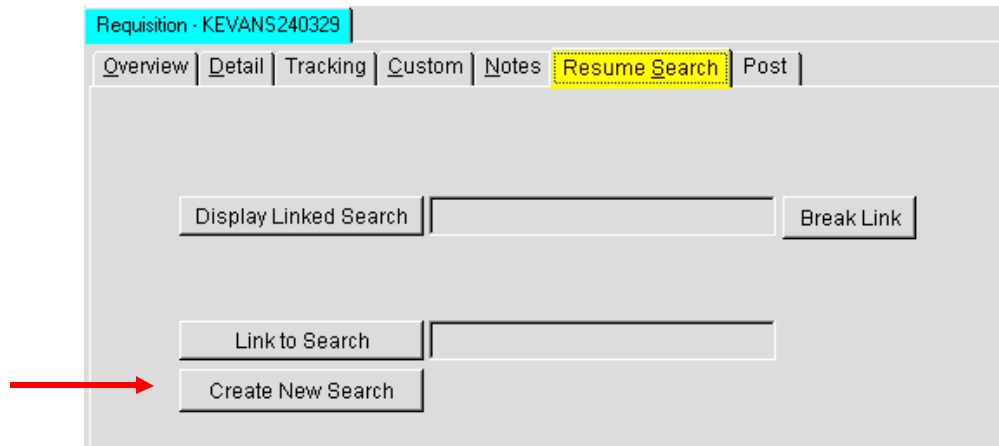 Requisition - KEVANS240329
Overview Detail Tracking Custom Notes Resume Search Post
Display Linked Search Break Link
Link to Search
Create New Search